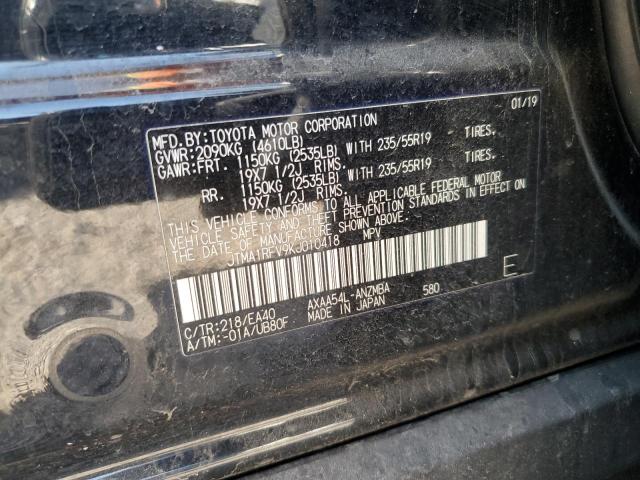 MFD.BY:TOYOTA MOTOR CORPORATION 01/19
GVWR:2090KG (4610LB)
GAWR:FRT. 1150KG (2535LB) WITH 235/55R19 TIRES.
19X7 1/2J RIMS.
RR. 1150KG (2535LB) WITH 235/55R19 TIRES.
19X7 1/2J RIMS.
THIS VEHICLE CONFORMS TO ALL APPLICABLE FEDERAL MOTOR
VEHICLE SAFETY AND THEFT PREVENTION STANDARDS IN EFFECT ON
THE DATE OF MANUFACTURE SHOWN ABOVE.
JTMA1RFV9KJ010418 MPV
E
C/TR:218/EA40 AXAA54L-ANZMBA 580
A/TM:-01A/UB80F MADE IN JAPAN